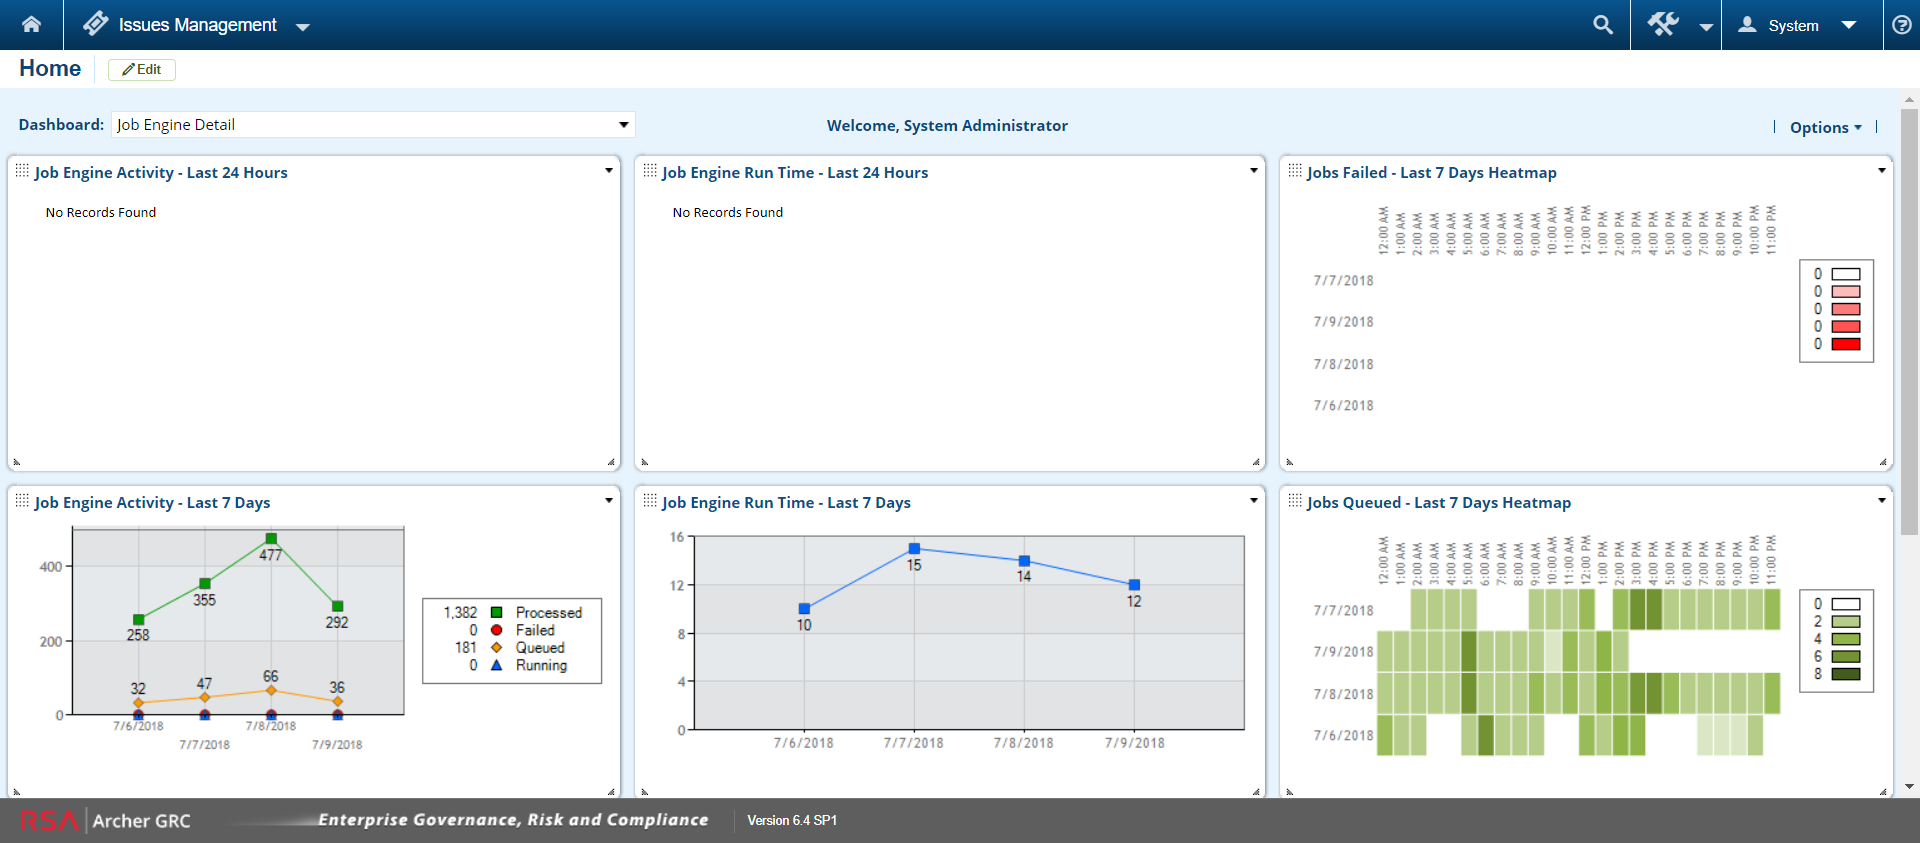 Issues Management
System
Home
Edit
Dashboard: Job Engine Detail
Welcome, System Administrator
Options
Job Engine Activity - Last 24 Hours
No Records Found
Job Engine Run Time - Last 24 Hours
No Records Found
Jobs Failed - Last 7 Days Heatmap
12:00 AM
1:00 AM
2:00 AM
3:00 AM
4:00 AM
5:00 AM
6:00 AM
7:00 AM
8:00 AM
9:00 AM
10:00 AM
11:00 AM
12:00 PM
1:00 PM
2:00 PM
3:00 PM
4:00 PM
5:00 PM
6:00 PM
7:00 PM
8:00 PM
9:00 PM
10:00 PM
11:00 PM
7/7/2018
7/9/2018
7/8/2018
7/6/2018
0
0
0
0
0
Job Engine Activity - Last 7 Days
400
200
0
258
355
477
292
32
47
66
36
7/6/2018
7/7/2018
7/8/2018
7/9/2018
1,382 Processed
0 Failed
181 Queued
0 Running
Job Engine Run Time - Last 7 Days
16
12
8
4
0
10
15
14
12
7/6/2018
7/7/2018
7/8/2018
7/9/2018
Jobs Queued - Last 7 Days Heatmap
12:00 AM
1:00 AM
2:00 AM
3:00 AM
4:00 AM
5:00 AM
6:00 AM
7:00 AM
8:00 AM
9:00 AM
10:00 AM
11:00 AM
12:00 PM
1:00 PM
2:00 PM
3:00 PM
4:00 PM
5:00 PM
6:00 PM
7:00 PM
8:00 PM
9:00 PM
10:00 PM
11:00 PM
7/7/2018
7/9/2018
7/8/2018
7/6/2018
0
2
4
6
8
RSA Archer GRC
Enterprise Governance, Risk and Compliance
Version 6.4 SP1